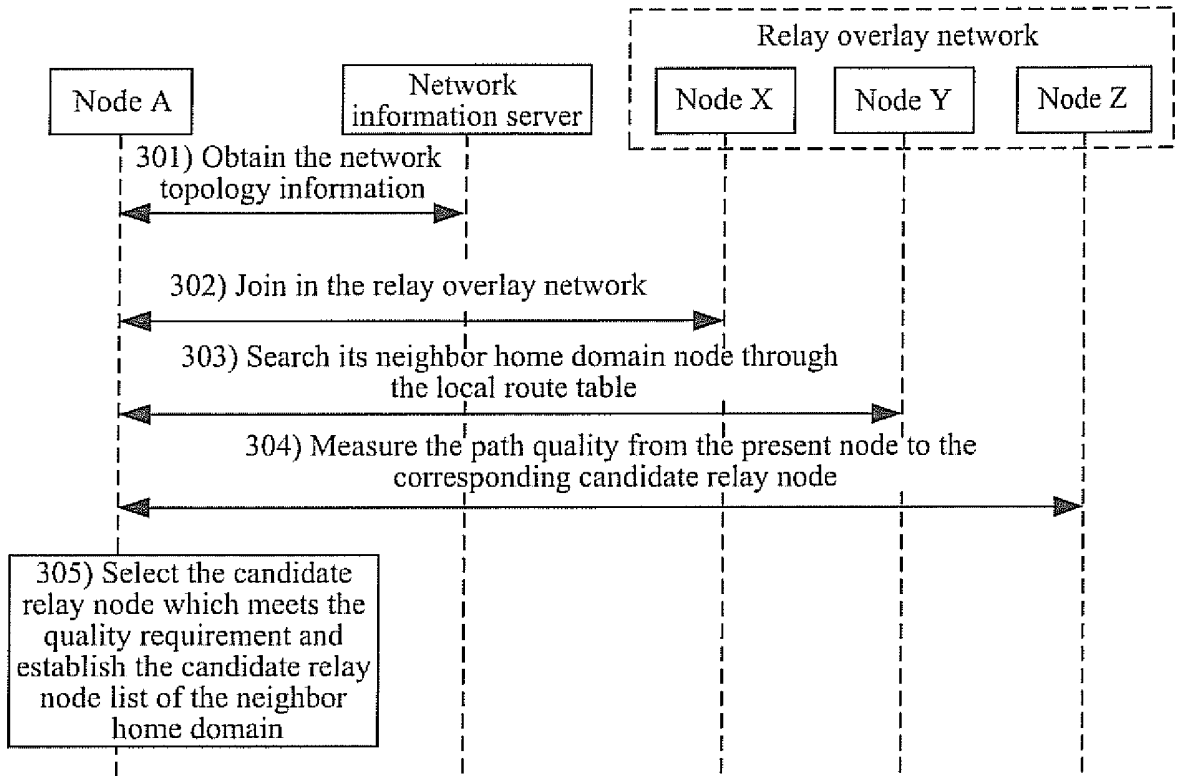 Relay overlay network
Node A
Network
information server
Node X
Node Y
Node Z
301) Obtain the network
topology information
302) Join in the relay overlay network
303) Search its neighbor home domain node through
the local route table
304) Measure the path quality from the present node to the
corresponding candidate relay node
305) Select the candidate
relay node which meets the
quality requirement and
establish the candidate relay
node list of the neighbor
home domain